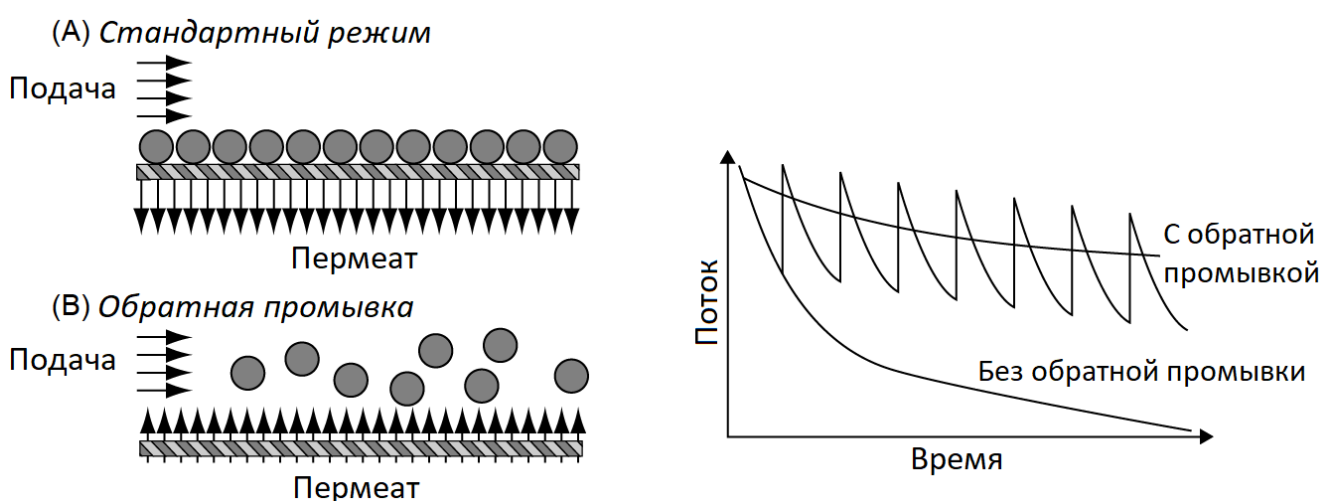 (A) Стандартный режим
Подача
Пермеат
(B) Обратная промывка
Подача
Пермеат
Поток
С обратной
промывкой
Без обратной промывки
Время